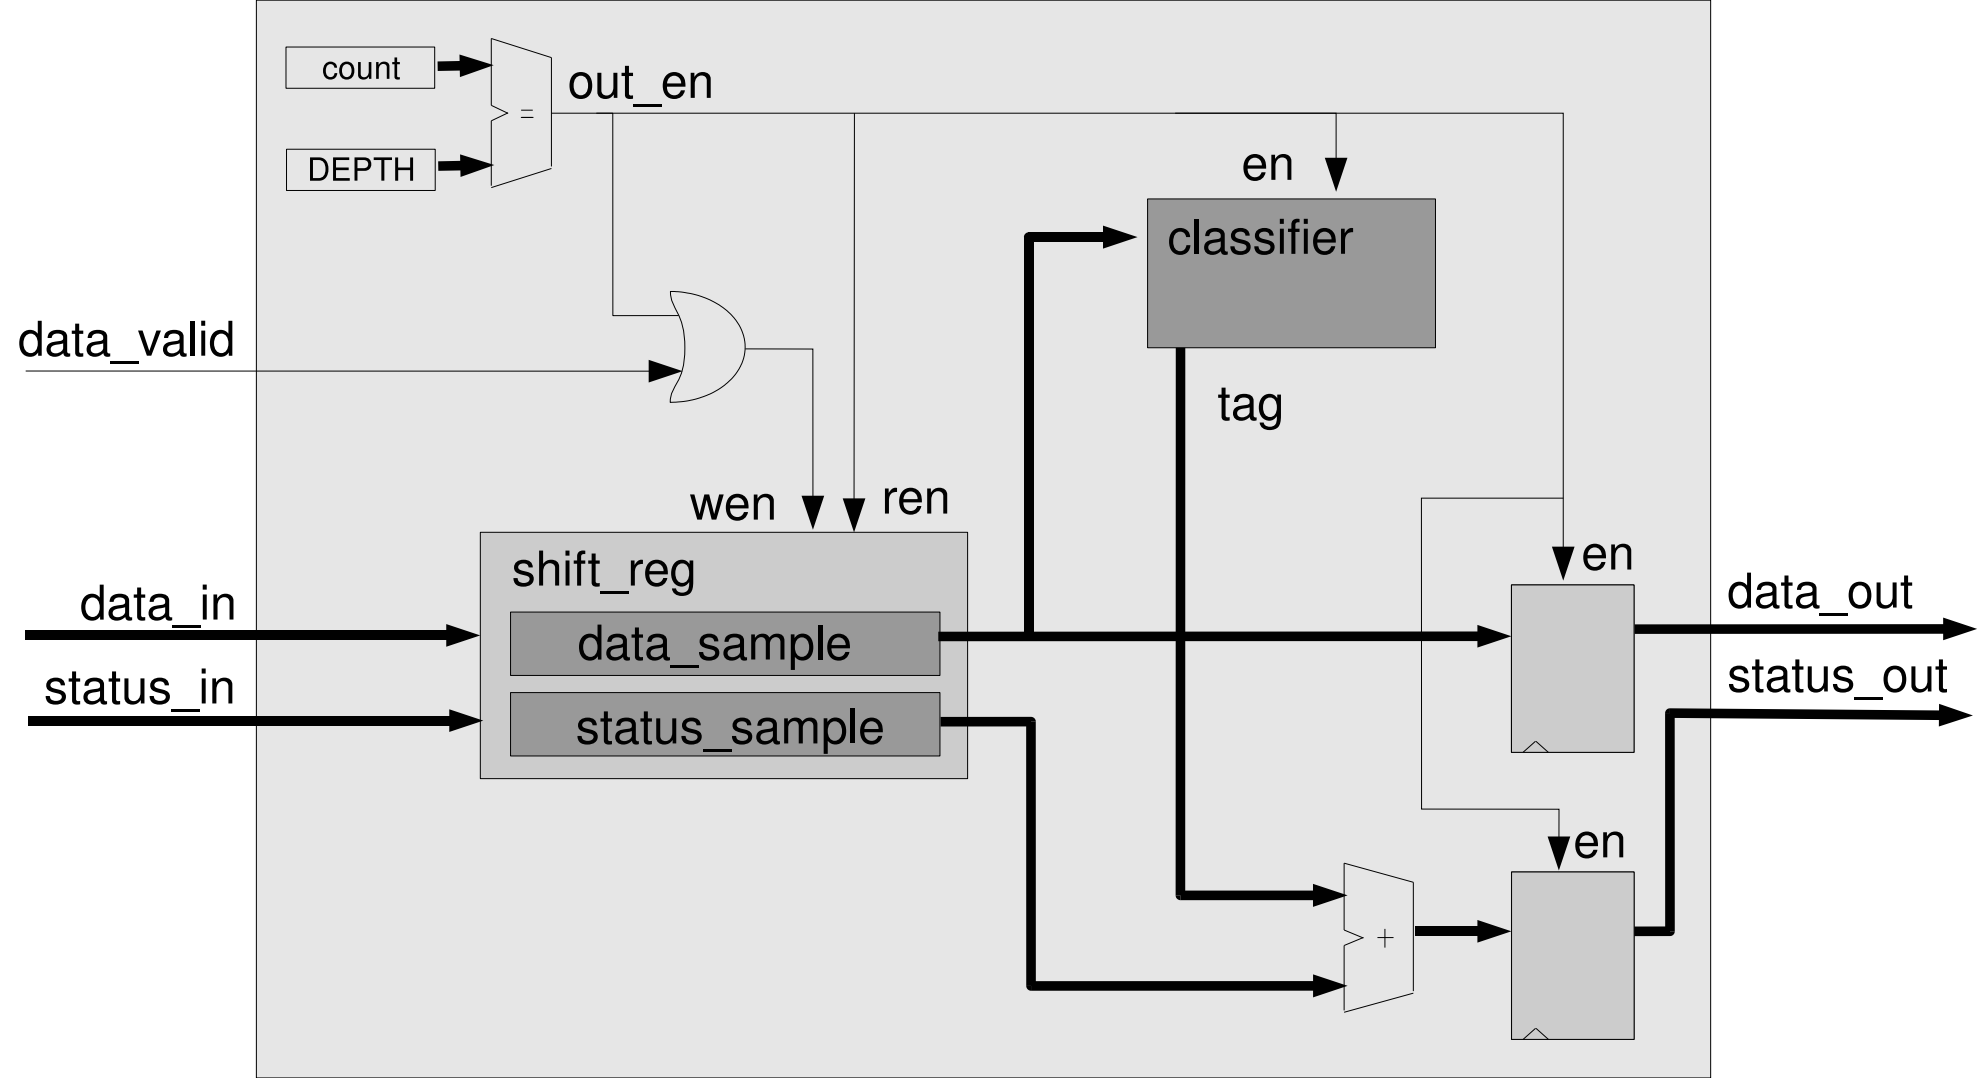 count
out_en
=
DEPTH
en
classifier
data_valid
tag
wen
ren
shift_reg
en
data_in
data_sample
data_out
status_in
status_sample
status_out
en
+